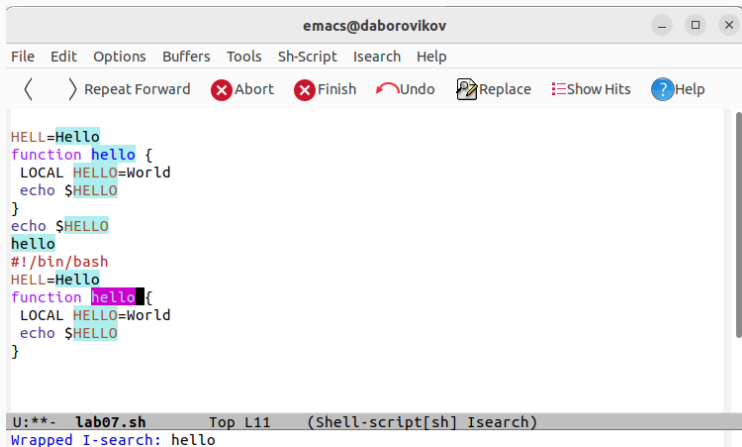 emacs@daborovikov
File Edit Options Buffers Tools Sh-Script Isearch Help
Repeat Forward Abort Finish Undo Replace Show Hits Help
HELL=Hello
function hello {
 LOCAL HELLO=World
 echo $HELLO
}
echo $HELLO
hello
#!/bin/bash
HELL=Hello
function hello {
 LOCAL HELLO=World
 echo $HELLO
}
U:**- lab07.sh Top L11 (Shell-script[sh] Isearch)
Wrapped I-search: hello